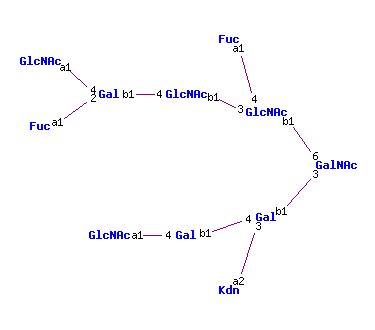 Fuc
a1
GlcNAc a1
4
2 Gal b1 4 GlcNAc b1
4
3 GlcNAc
b1
Fuc a1
6
GalNAc
3
b1
GlcNAc a1 4 Gal b1 4 Gal
3
a2
Kdn